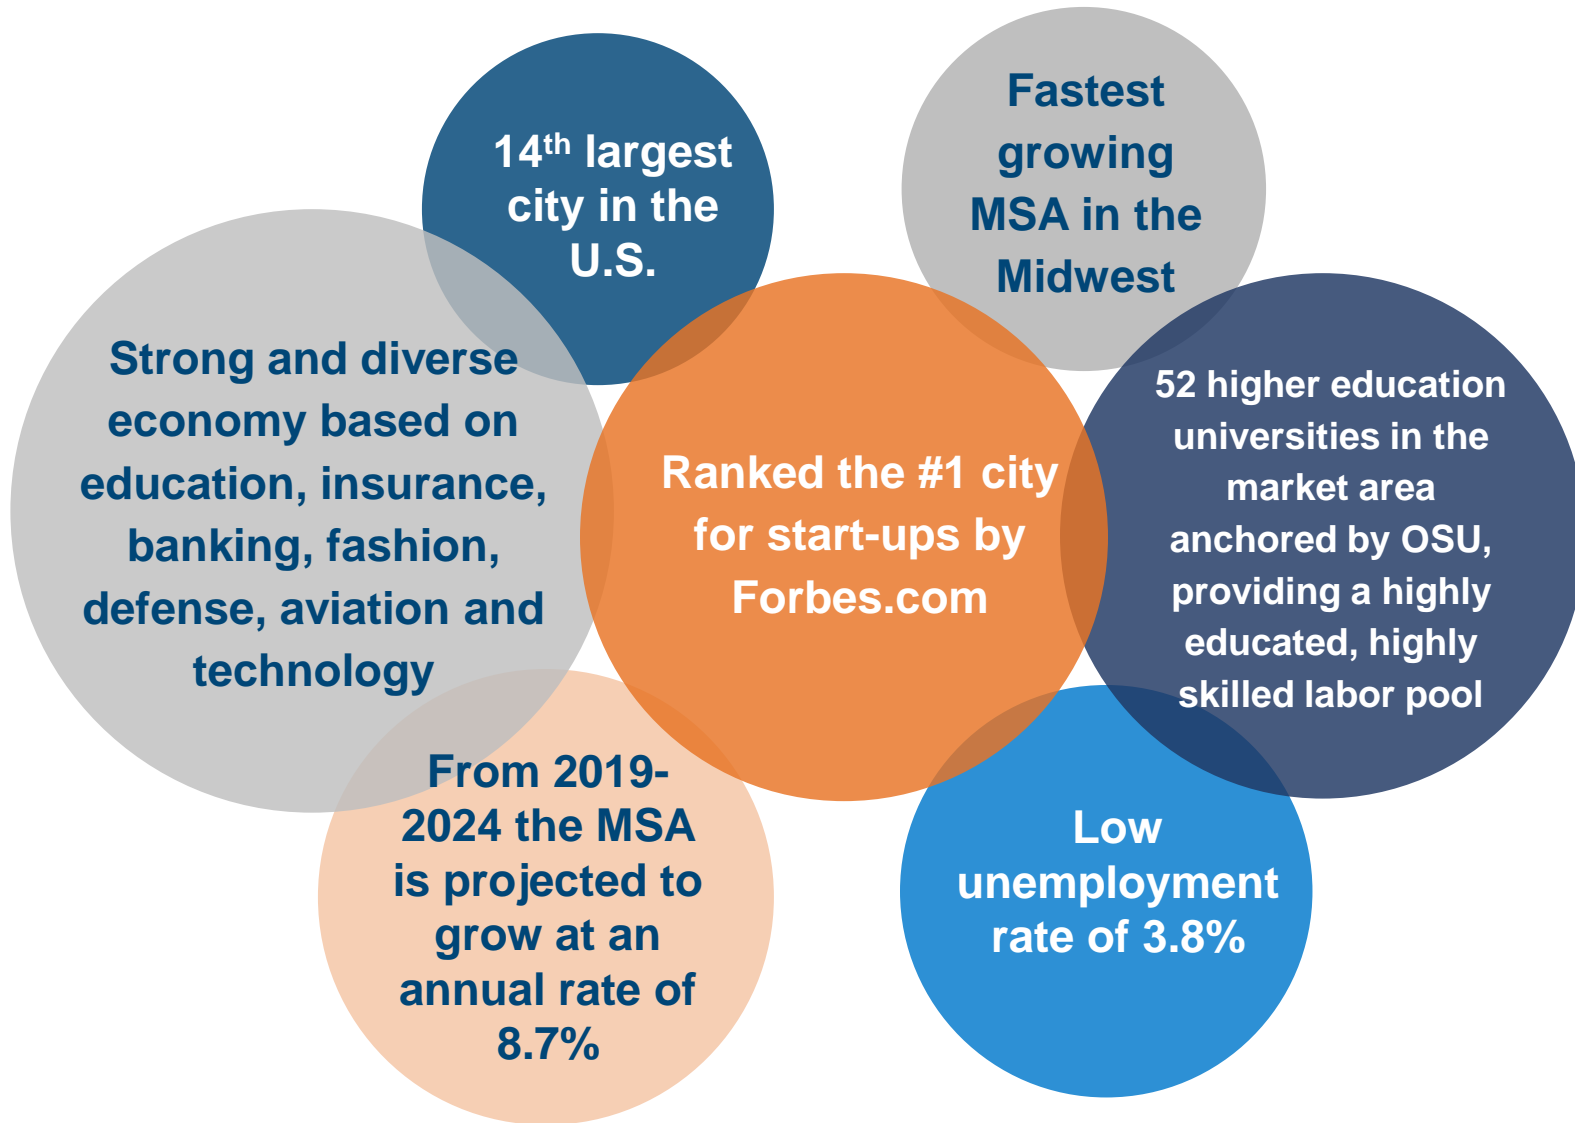 14th largest
city in the
U.S.
Fastest
growing
MSA in the
Midwest
Strong and diverse
economy based on
education, insurance,
banking, fashion,
defense, aviation and
technology
Ranked the #1 city
for start-ups by
Forbes.com
52 higher education
universities in the
market area
anchored by OSU,
providing a highly
educated, highly
skilled labor pool
From 2019-
2024 the MSA
is projected to
grow at an
annual rate of
8.7%
Low
unemployment
rate of 3.8%